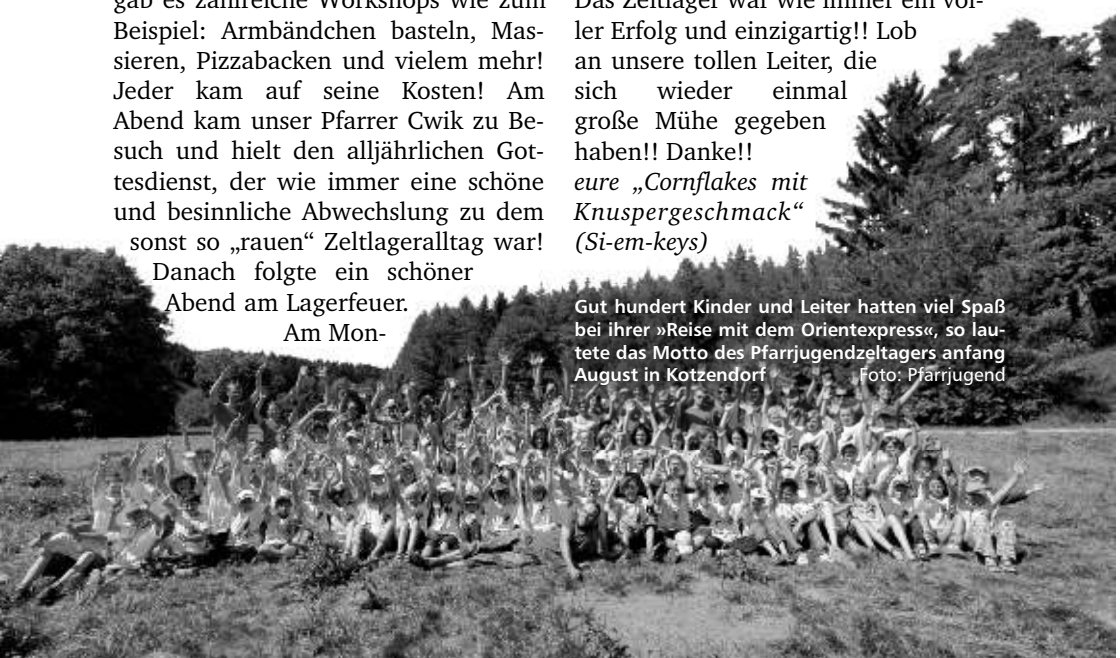 gab es zahlreiche Workshops wie zum
Beispiel: Armbändchen basteln, Mas-
sieren, Pizzabacken und vielem mehr!
Jeder kam auf seine Kosten! Am
Abend kam unser Pfarrer Cwik zu Be-
such und hielt den alljährlichen Got-
tesdienst, der wie immer eine schöne
und besinnliche Abwechslung zu dem
sonst so „rauen“ Zeltlageralltag war!
Danach folgte ein schöner
Abend am Lagerfeuer.
Am Mon-
Das Zeltlager war wie immer ein vol-
ler Erfolg und einzigartig!! Lob
an unsere tollen Leiter, die
sich wieder einmal
große Mühe gegeben
haben!! Danke!!
eure „Cornflakes mit
Knuspergeschmack“
(Si-em-keys)
Gut hundert Kinder und Leiter hatten viel Spaß
bei ihrer »Reise mit dem Orientexpress«, so lau-
tete das Motto des Pfarrjugendzeltagers anfang
August in Kotzendorf Foto: Pfarrjugend